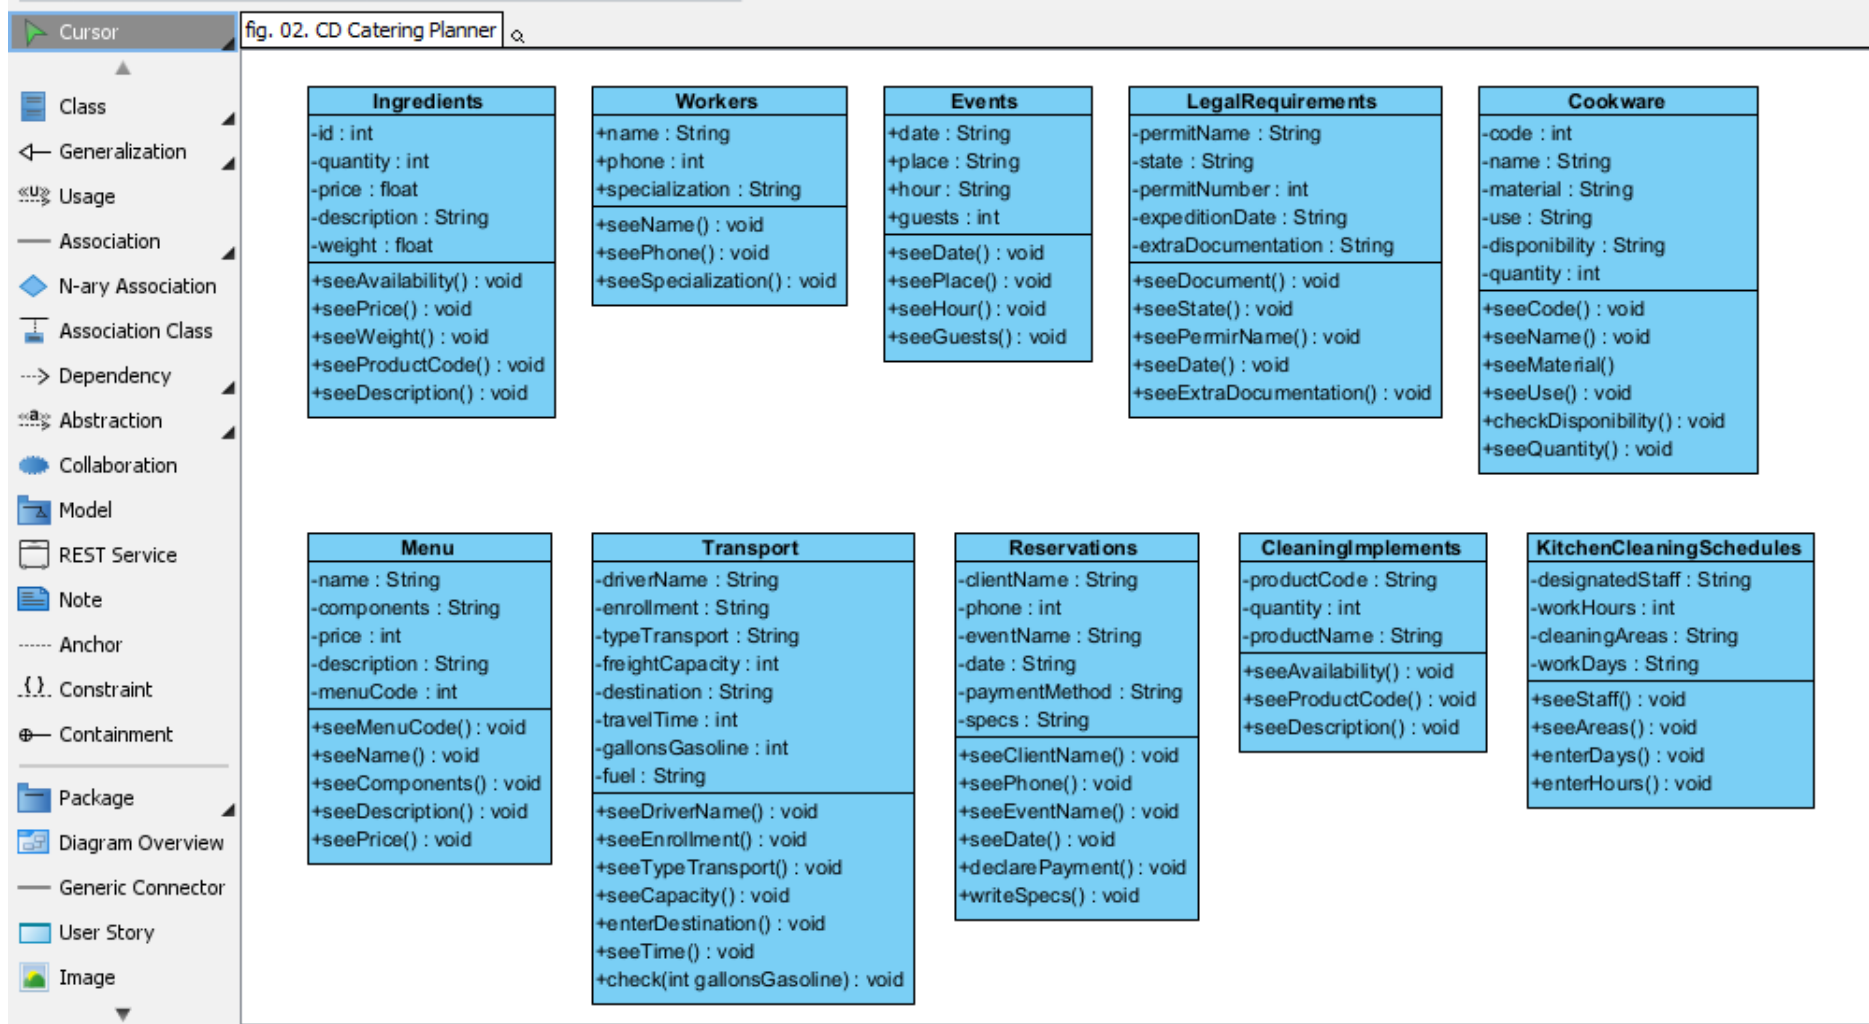 Cursor
Class
Generalization
«U» Usage
Association
N-ary Association
Association Class
Dependency
«a» Abstraction
Collaboration
Model
REST Service
Note
Anchor
{} Constraint
Containment
Package
Diagram Overview
Generic Connector
User Story
Image
fig. 02. CD Catering Planner
Ingredients
-id : int
-quantity : int
-price : float
-description : String
-weight : float
+seeAvailability() : void
+seePrice() : void
+seeWeight() : void
+seeProductCode() : void
+seeDescription() : void
Workers
+name : String
+phone : int
+specialization : String
+seeName() : void
+seePhone() : void
+seeSpecialization() : void
Events
+date : String
+place : String
+hour : String
+guests : int
+seeDate() : void
+seePlace() : void
+seeHour() : void
+seeGuests() : void
LegalRequirements
-permitName : String
-state : String
-permitNumber : int
-expeditionDate : String
-extraDocumentation : String
+seeDocument() : void
+seeState() : void
+seePermirName() : void
+seeDate() : void
+seeExtraDocumentation() : void
Cookware
-code : int
-name : String
-material : String
-use : String
-disponibility : String
-quantity : int
+seeCode() : void
+seeName() : void
+seeMaterial()
+seeUse() : void
+checkDisponibility() : void
+seeQuantity() : void
Menu
-name : String
-components : String
-price : int
-description : String
-menuCode : int
+seeMenuCode() : void
+seeName() : void
+seeComponents() : void
+seeDescription() : void
+seePrice() : void
Transport
-driverName : String
-enrollment : String
-typeTransport : String
-freightCapacity : int
-destination : String
-travelTime : int
-gallonsGasoline : int
-fuel : String
+seeDriverName() : void
+seeEnrollment() : void
+seeTypeTransport() : void
+seeCapacity() : void
+enterDestination() : void
+seeTime() : void
+check(int gallonsGasoline) : void
Reservations
-clientName : String
-phone : int
-eventName : String
-date : String
-paymentMethod : String
-specs : String
+seeClientName() : void
+seePhone() : void
+seeEventName() : void
+seeDate() : void
+declarePayment() : void
+writeSpecs() : void
CleaningImplements
-productCode : String
-quantity : int
-productName : String
+seeAvailability() : void
+seeProductCode() : void
+seeDescription() : void
KitchenCleaningSchedules
-designatedStaff : String
-workHours : int
-cleaningAreas : String
-workDays : String
+seeStaff() : void
+seeAreas() : void
+enterDays() : void
+enterHours() : void